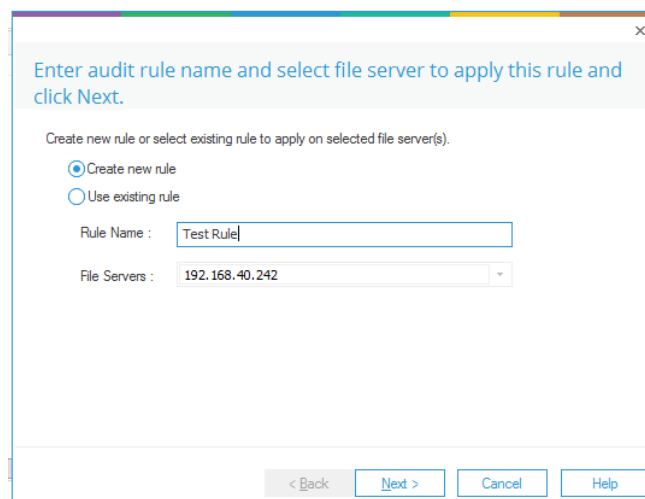 Enter audit rule name and select file server to apply this rule and
click Next.
Create new rule or select existing rule to apply on selected file server(s).
Create new rule
Use existing rule
Rule Name :
Test Rule
File Servers :
192.168.40.242
< Back
Next >
Cancel
Help